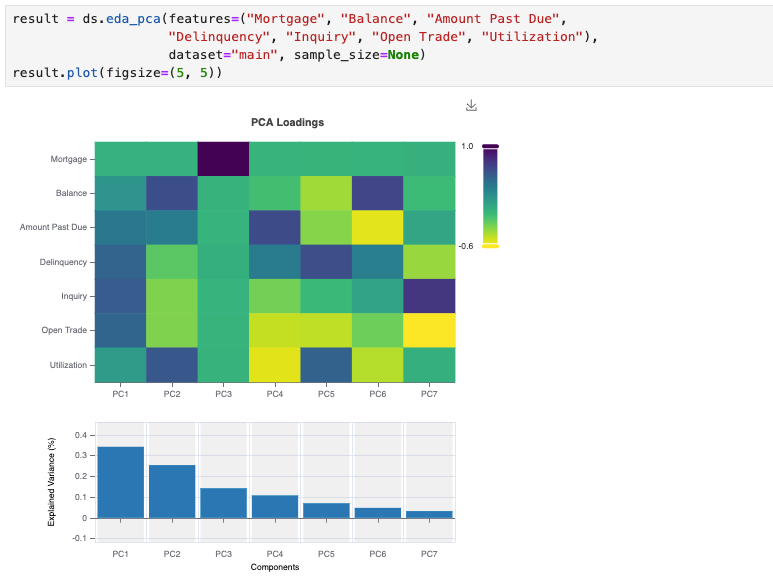 result = ds.eda_pca(features=("Mortgage", "Balance", "Amount Past Due",
"Delinquency", "Inquiry", "Open Trade", "Utilization"),
dataset="main", sample_size=None)
result.plot(figsize=(5, 5))
PCA Loadings
1.0
-0.6
Mortgage
Balance
Amount Past Due
Delinquency
Inquiry
Open Trade
Utilization
PC1 PC2 PC3 PC4 PC5 PC6 PC7
Explained Variance (%)
0.4
0.3
0.2
0.1
0
-0.1
PC1 PC2 PC3 PC4 PC5 PC6 PC7
Components